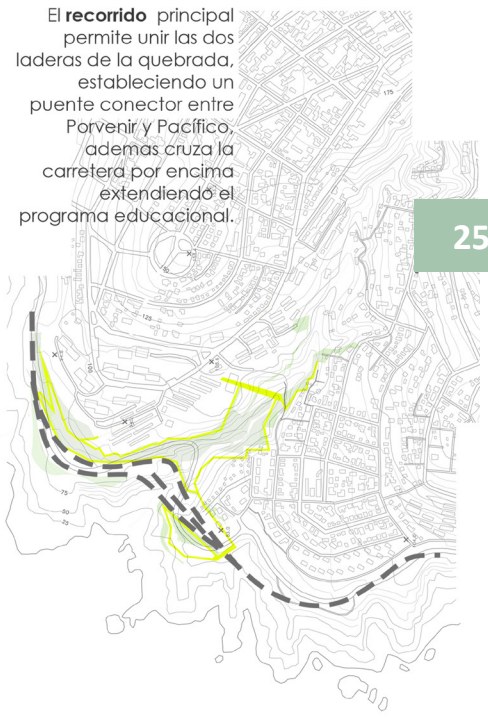 El recorrido principal
permite unir las dos
laderas de la quebrada,
estableciendo un
puente conector entre
Porvenir y Pacífico,
ademas cruza la
carretera por encima
extendiendo el
programa educacional.
175
25
125
100
75
50
25